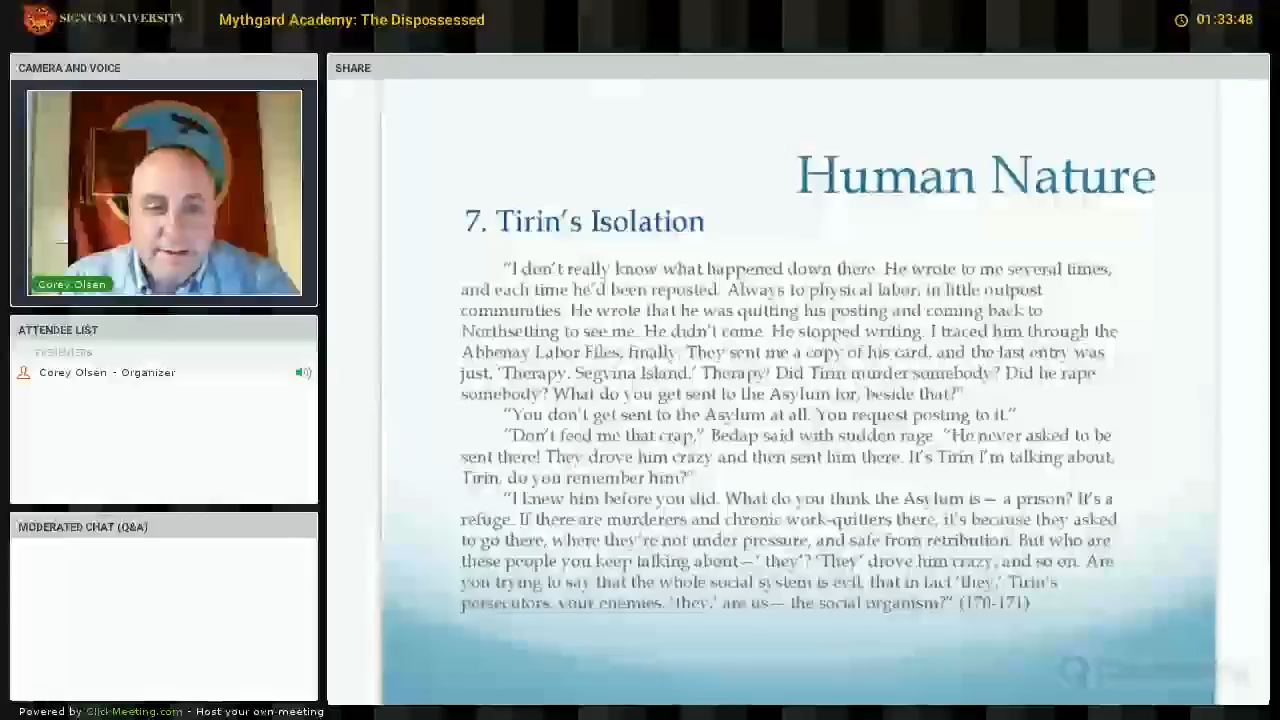 SIGNUM UNIVERSITY
Mythgard Academy: The Dispossessed
01:33:48
CAMERA AND VOICE
Corey Olsen
ATTENDEE LIST
Corey Olsen - Organizer
MODERATED CHAT (Q&A)
Powered by ClickMeeting.com - Host your own meeting
SHARE
Human Nature
7. Tirin's Isolation
"I don't really know what happened down there. He wrote to me several times,
and each time he'd been reposted. Always to physical labor, in little outpost
communities. He wrote that he was quitting his posting and coming back to
Northsetting to see me. He didn't come. He stopped writing. I traced him through the
Abbenay Labor Files, finally. They sent me a copy of his card, and the last entry was
just, 'Therapy. Segvina Island.' Therapy! Did Tirin murder somebody? Did he rape
somebody? What do you get sent to the Asylum for, beside that?"
"You don't get sent to the Asylum at all. You request posting to it."
"Don't feed me that crap," Bedap said with sudden rage. "He never asked to be
sent there! They drove him crazy and then sent him there. It's Tirin I'm talking about,
Tirin, do you remember him?"
"I knew him before you did. What do you think the Asylum is — a prison? It's a
refuge. If there are murderers and chronic work-quitters there, it's because they asked
to go there, where they're not under pressure, and safe from retribution. But who are
these people you keep talking about—'they'? 'They' drove him crazy, and so on. Are
you trying to say that the whole social system is evil, that in fact 'they,' Tirin's
persecutors, your enemies, 'they,' are us— the social organism?" (170-171)